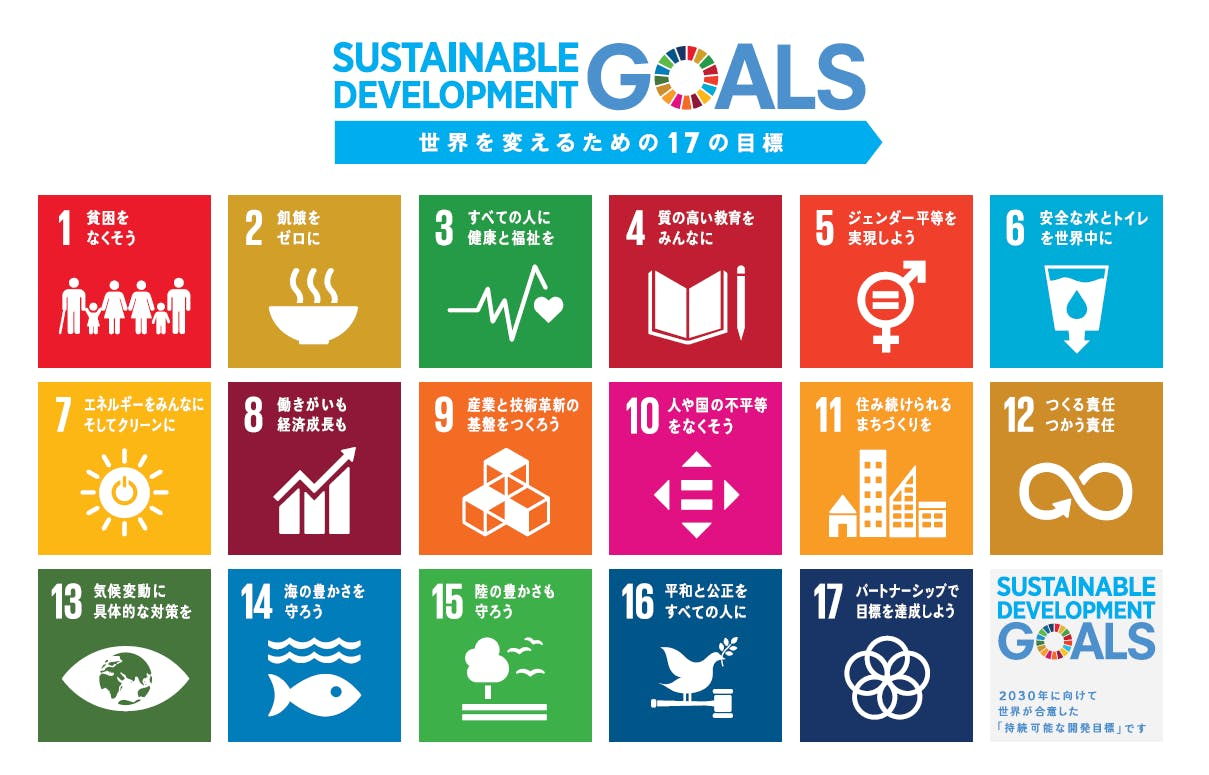 SUSTAINABLE
DEVELOPMENT
GOALS
世界を変えるための17の目標
1 貧困を
なくそう
2 飢餓を
ゼロに
3 すべての人に
健康と福祉を
4 質の高い教育を
みんなに
5 ジェンダー平等を
実現しよう
6 安全な水とトイレ
を世界中に
7 エネルギーをみんなに
そしてクリーンに
8 働きがいも
経済成長も
9 産業と技術革新の
基盤をつくろう
10 人や国の不平等
をなくそう
11 住み続けられる
まちづくりを
12 つくる責任
つかう責任
13 気候変動に
具体的な対策を
14 海の豊かさを
守ろう
15 陸の豊かさも
守ろう
16 平和と公正を
すべての人に
17 パートナーシップで
目標を達成しよう
SUSTAINABLE
DEVELOPMENT
GOALS
2030年に向けて
世界が合意した
「持続可能な開発目標」です